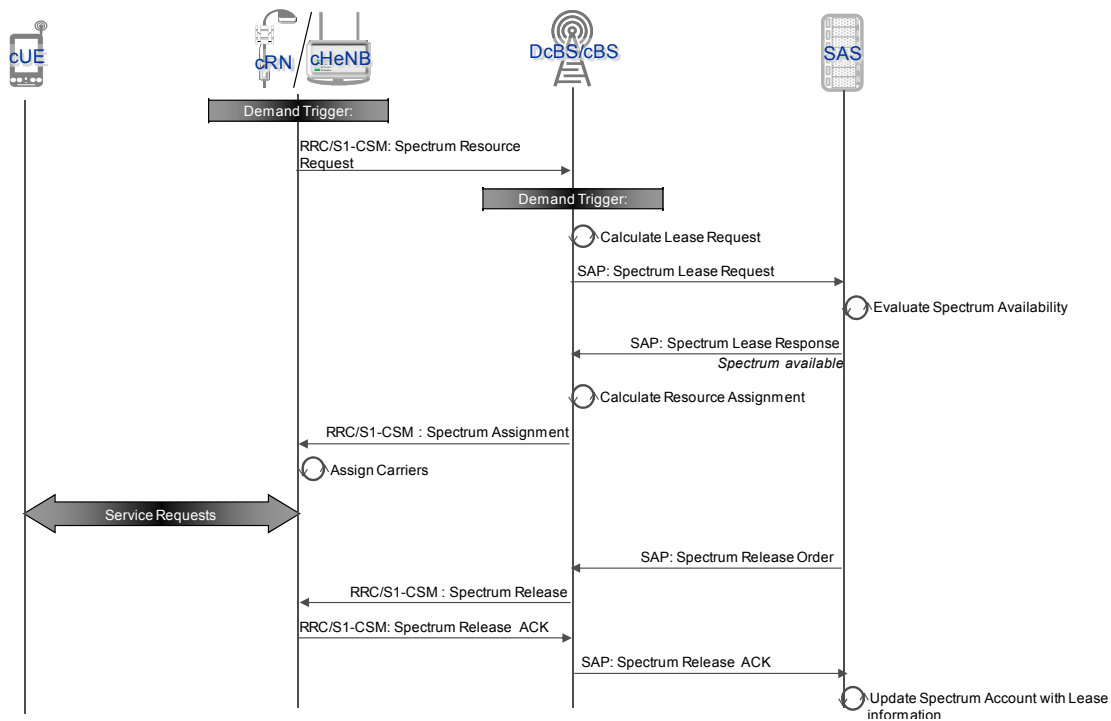 cUE
cRN
cHeNB
DcBS/cBS
SAS
Demand Trigger:
RRC/S1-CSM: Spectrum Resource
Request
Demand Trigger:
Calculate Lease Request
SAP: Spectrum Lease Request
Evaluate Spectrum Availability
SAP: Spectrum Lease Response
Spectrum available
Calculate Resource Assignment
RRC/S1-CSM : Spectrum Assignment
Assign Carriers
Service Requests
SAP: Spectrum Release Order
RRC/S1-CSM : Spectrum Release
RRC/S1-CSM: Spectrum Release ACK
SAP: Spectrum Release ACK
Update Spectrum Account with Lease
information